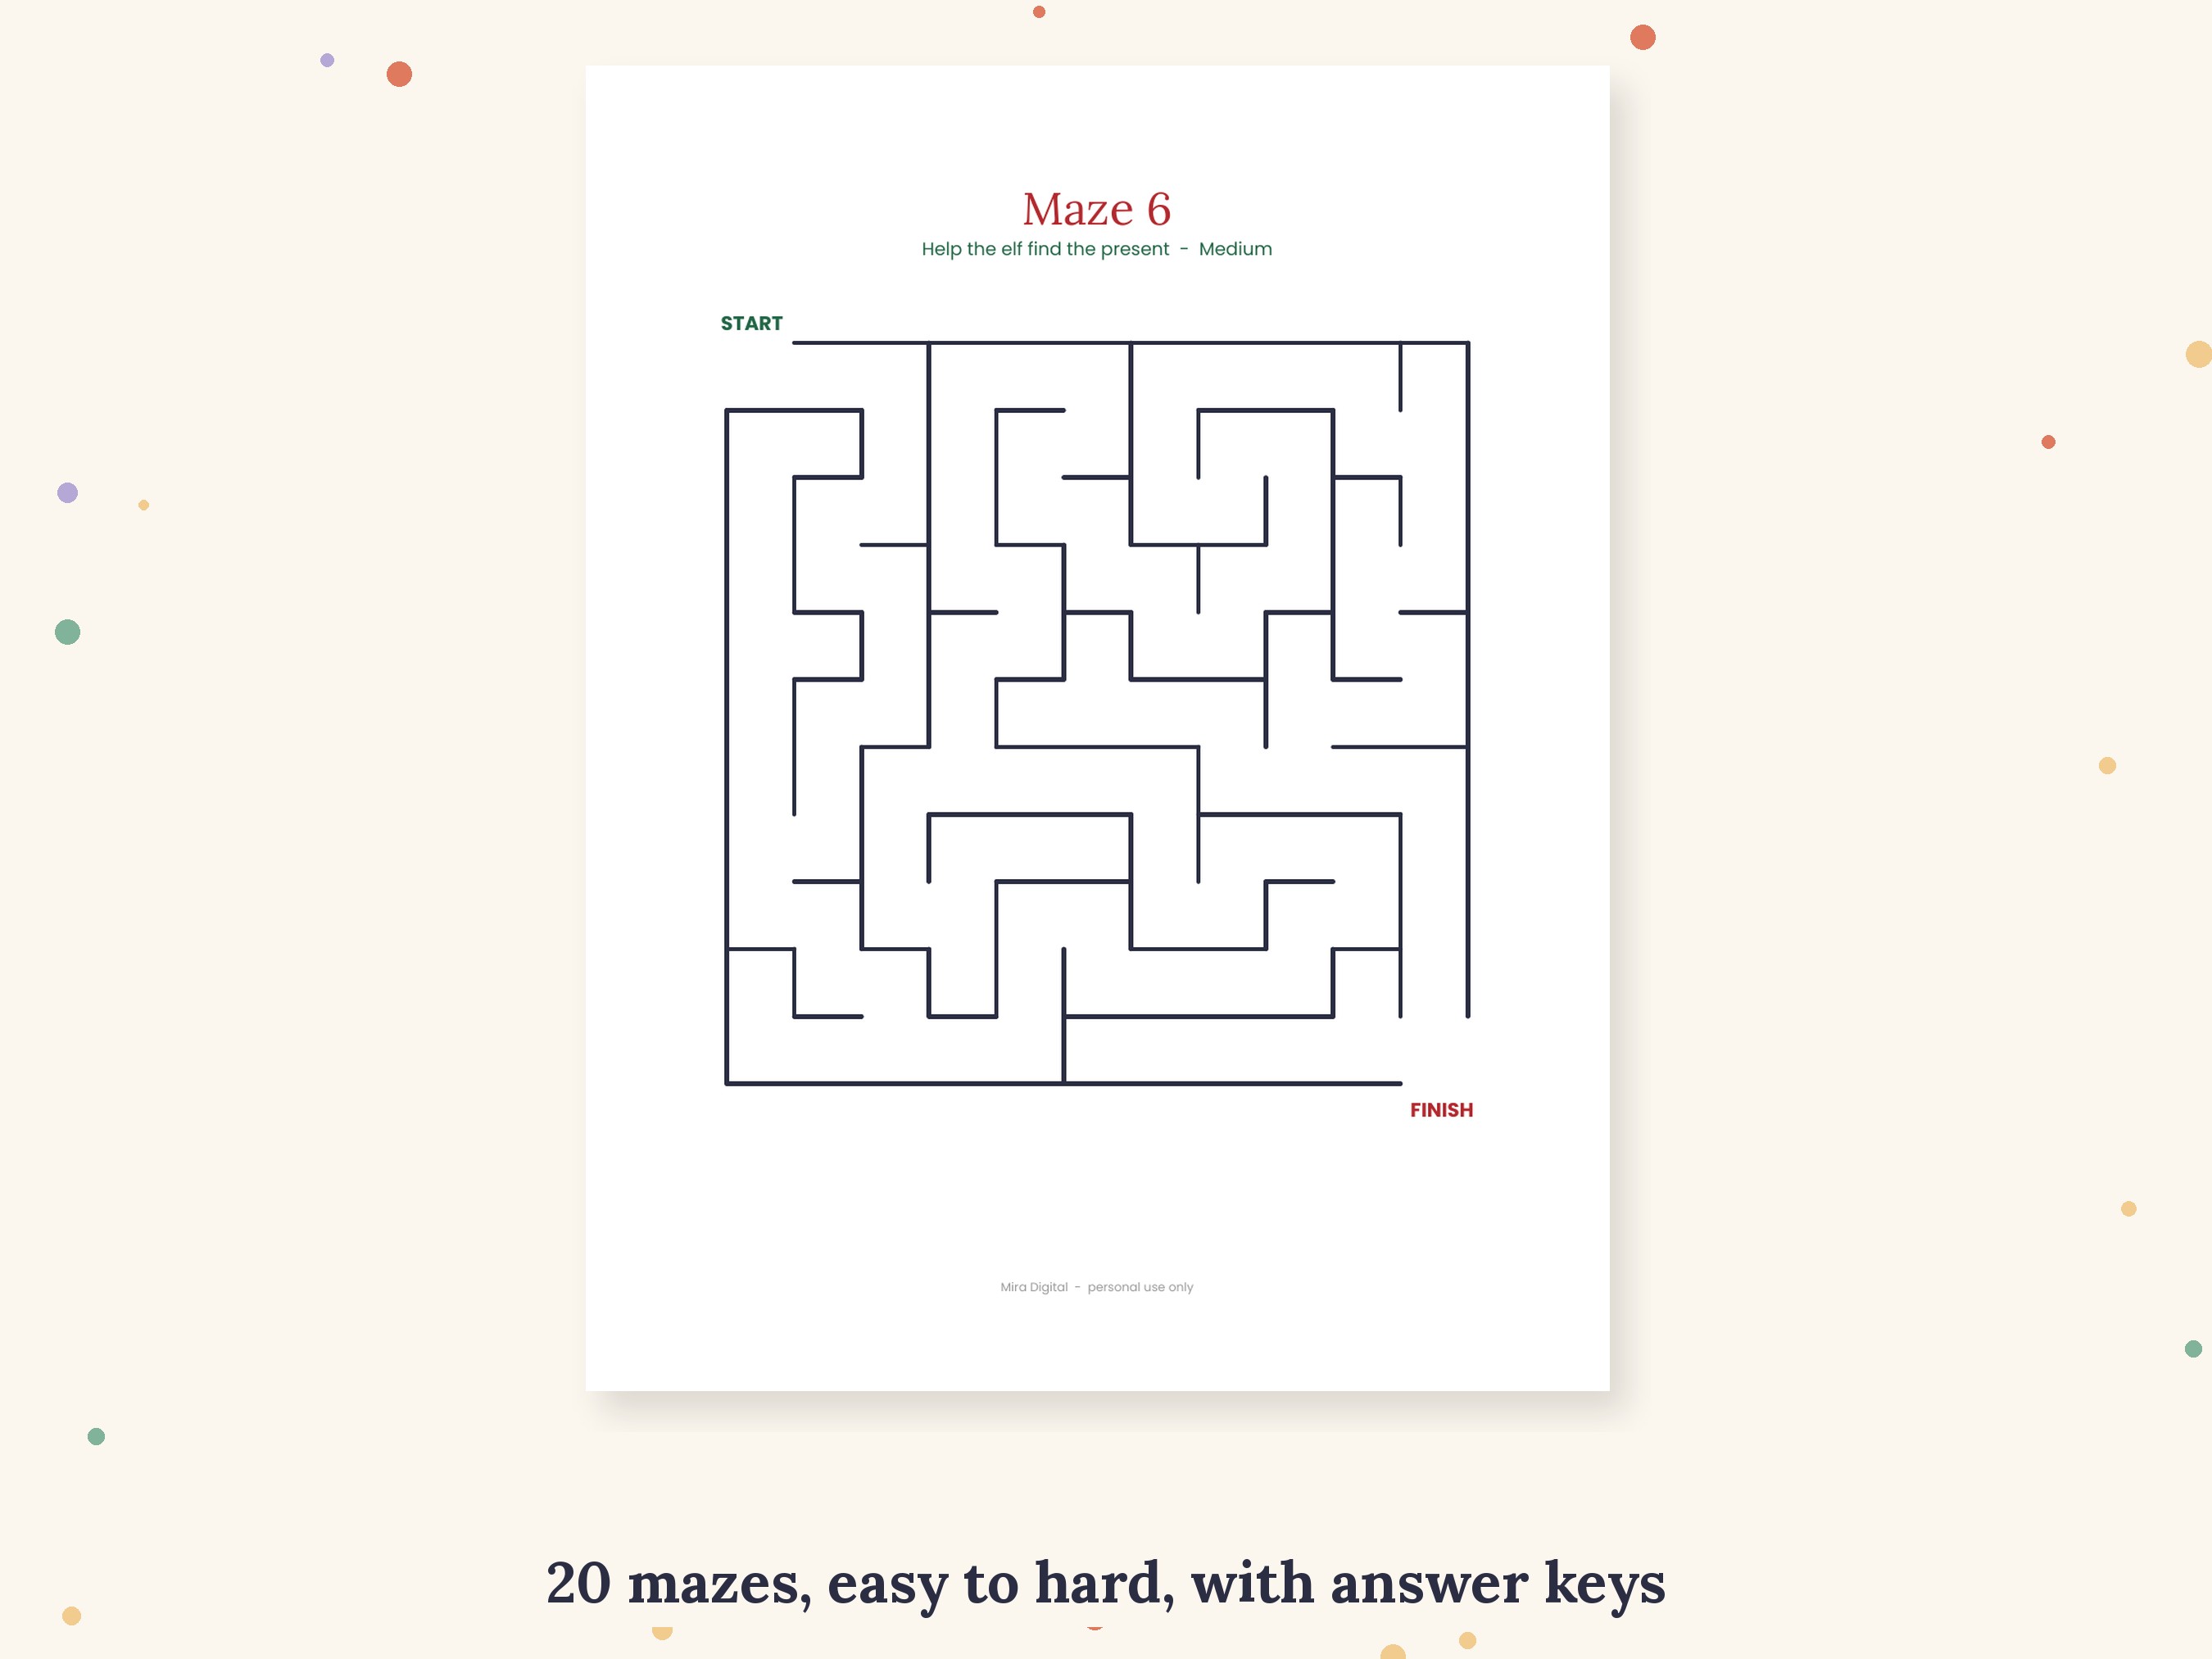 Maze 6
Help the elf find the present - Medium
START
FINISH
Mira Digital - personal use only
20 mazes, easy to hard, with answer keys